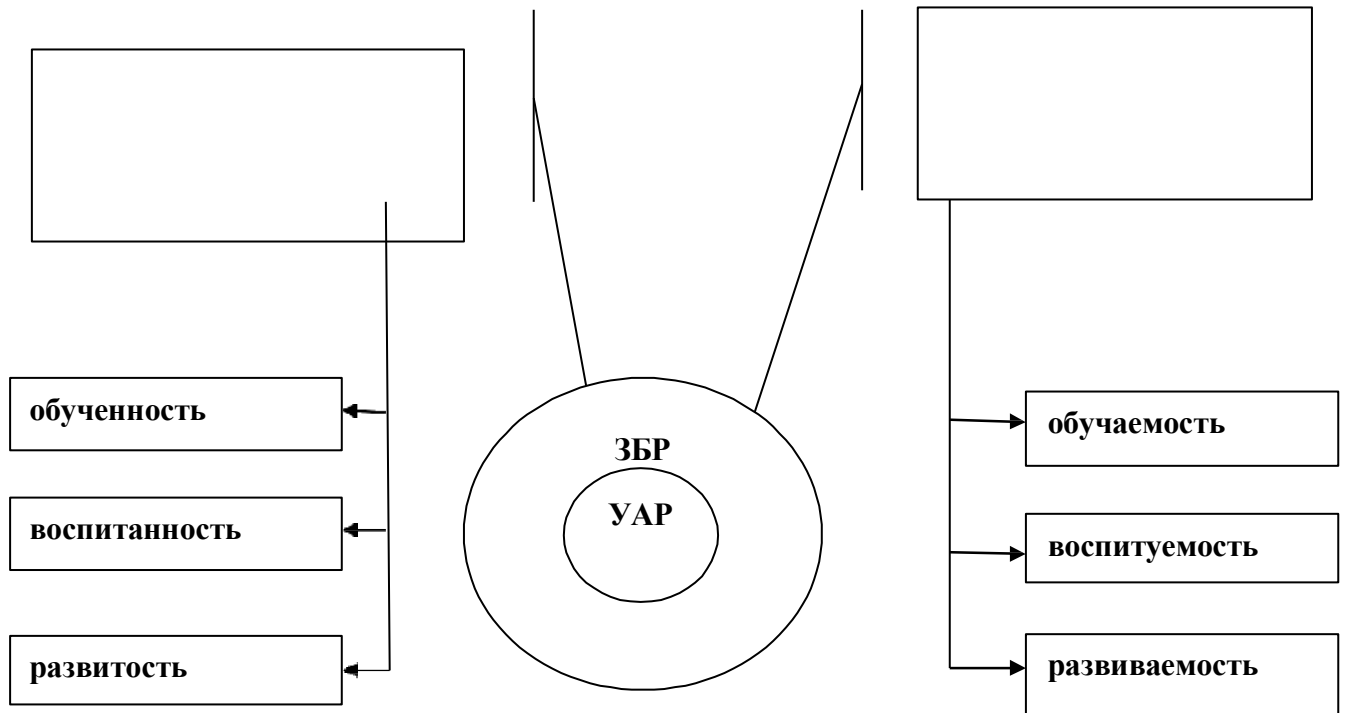 обученность
воспитанность
развитость
ЗБР
УАР
обучаемость
воспитуемость
развиваемость